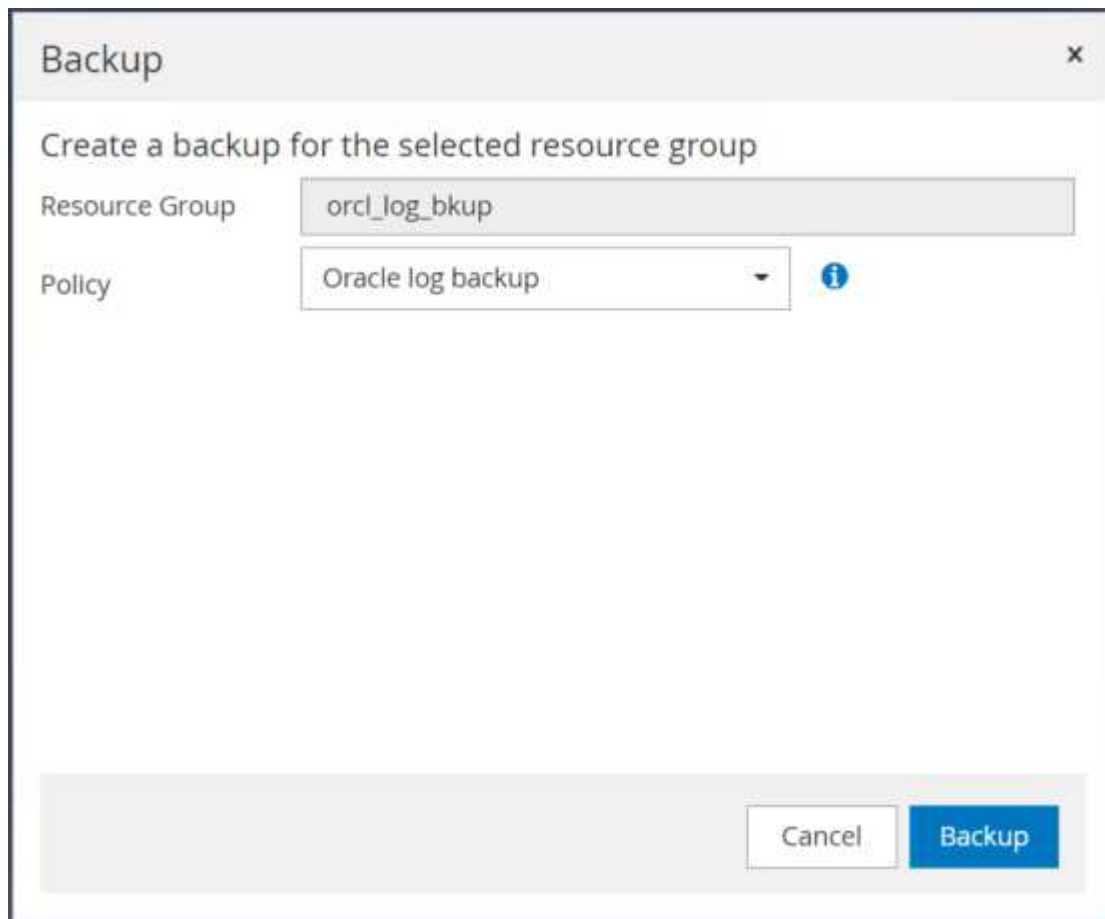 Backup
Create a backup for the selected resource group
Resource Group orcl_log_bkup
Policy Oracle log backup
Cancel Backup